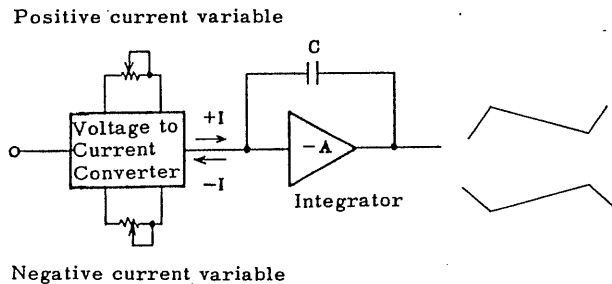 Positive current variable
C
+I
Voltage to
Current
Converter
-A
-I
Integrator
Negative current variable